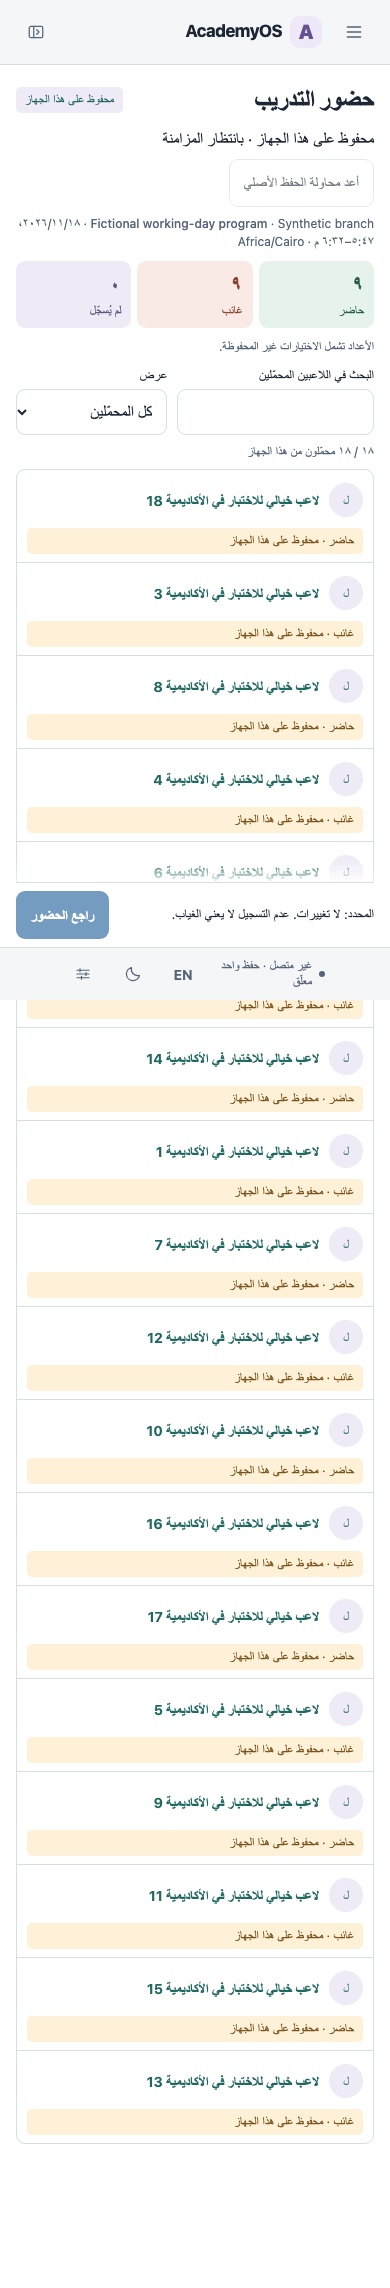 AcademyOS A
حضور التدريب
محفوظ على هذا الجهاز
محفوظ على هذا الجهاز · بانتظار المزامنة
أعد محاولة الحفظ الأصلي
Fictional working-day program · Synthetic branch · ٢٠٢٦/١١/١٨،
٥:٤٧–٦:٣٢ م · Africa/Cairo
٩
حاضر
٩
غائب
٠
لم يُسجّل
الأعداد تشمل الاختيارات غير المحفوظة.
البحث في اللاعبين المحمّلين
عرض
كل المحمّلين
١٨ / ١٨ محمّلون من هذا الجهاز
ل
لاعب خيالي للاختبار في الأكاديمية 18
حاضر · محفوظ على هذا الجهاز
ل
لاعب خيالي للاختبار في الأكاديمية 3
غائب · محفوظ على هذا الجهاز
ل
لاعب خيالي للاختبار في الأكاديمية 8
حاضر · محفوظ على هذا الجهاز
ل
لاعب خيالي للاختبار في الأكاديمية 4
غائب · محفوظ على هذا الجهاز
ل
لاعب خيالي للاختبار في الأكاديمية 6
المحدد: لا تغييرات. عدم التسجيل لا يعني الغياب.
راجع الحضور
غير متصل · حفظ واحد
معلّق
EN
غائب · محفوظ على هذا الجهاز
ل
لاعب خيالي للاختبار في الأكاديمية 14
حاضر · محفوظ على هذا الجهاز
ل
لاعب خيالي للاختبار في الأكاديمية 1
غائب · محفوظ على هذا الجهاز
ل
لاعب خيالي للاختبار في الأكاديمية 7
حاضر · محفوظ على هذا الجهاز
ل
لاعب خيالي للاختبار في الأكاديمية 12
غائب · محفوظ على هذا الجهاز
ل
لاعب خيالي للاختبار في الأكاديمية 10
حاضر · محفوظ على هذا الجهاز
ل
لاعب خيالي للاختبار في الأكاديمية 16
غائب · محفوظ على هذا الجهاز
ل
لاعب خيالي للاختبار في الأكاديمية 17
حاضر · محفوظ على هذا الجهاز
ل
لاعب خيالي للاختبار في الأكاديمية 5
غائب · محفوظ على هذا الجهاز
ل
لاعب خيالي للاختبار في الأكاديمية 9
حاضر · محفوظ على هذا الجهاز
ل
لاعب خيالي للاختبار في الأكاديمية 11
غائب · محفوظ على هذا الجهاز
ل
لاعب خيالي للاختبار في الأكاديمية 15
حاضر · محفوظ على هذا الجهاز
ل
لاعب خيالي للاختبار في الأكاديمية 13
غائب · محفوظ على هذا الجهاز